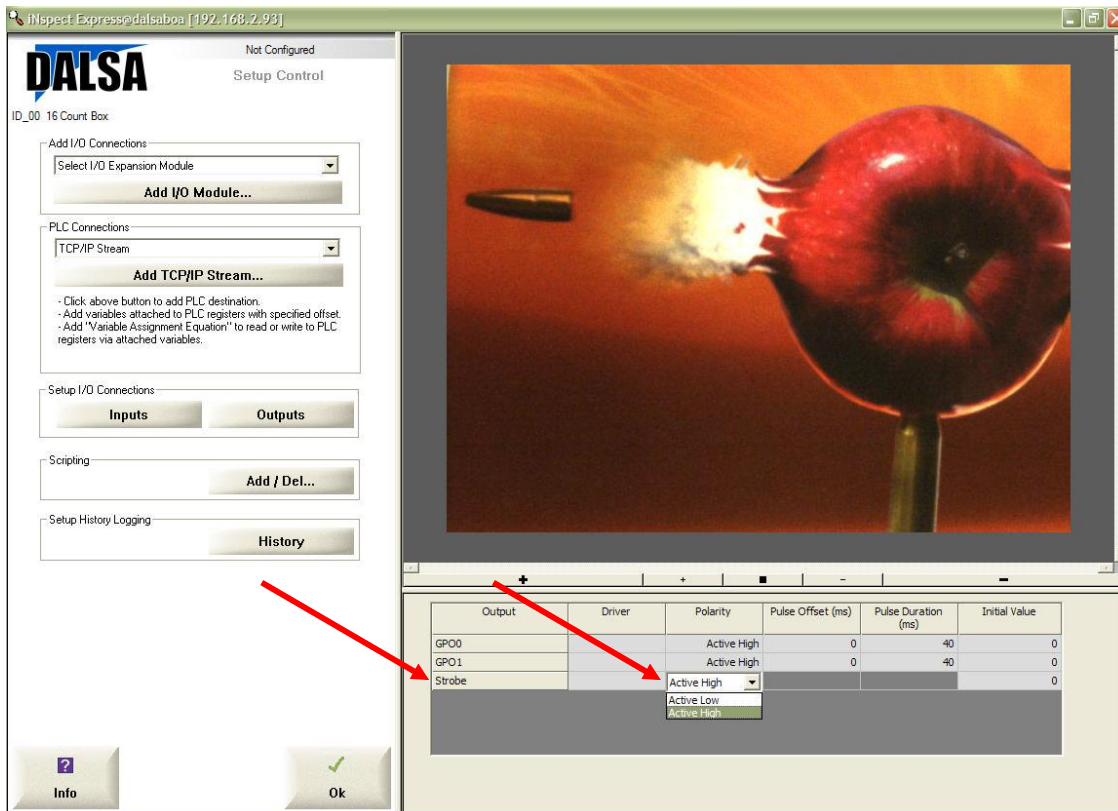 iNspect Express@dalsaboa [192.168.2.93]
DALSA
Not Configured
Setup Control
ID_00 16 Count Box
Add I/O Connections
Select I/O Expansion Module
Add I/O Module...
PLC Connections
TCP/IP Stream
Add TCP/IP Stream...
- Click above button to add PLC destination.
- Add variables attached to PLC registers with specified offset.
- Add "Variable Assignment Equation" to read or write to PLC
registers via attached variables.
Setup I/O Connections
Inputs Outputs
Scripting
Add / Del...
Setup History Logging
History
Info
Ok
Output Driver Polarity Pulse Offset (ms) Pulse Duration (ms) Initial Value
GPO0 Active High 0 40 0
GPO1 Active High 0 40 0
Strobe Active High 0
Active Low
Active High